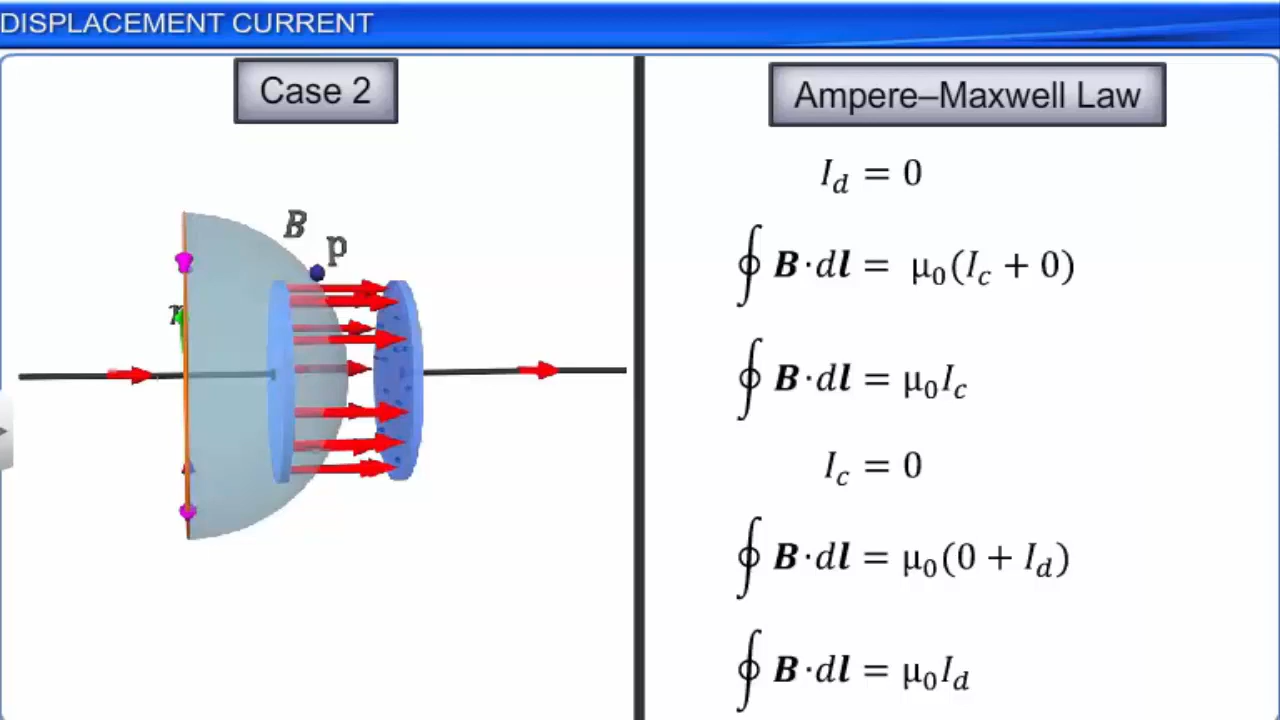 DISPLACEMENT CURRENT
Case 2
B
p
r
Ampere–Maxwell Law
I_d = 0
∮ B·dl = μ₀(I_c + 0)
∮ B·dl = μ₀I_c
I_c = 0
∮ B·dl = μ₀(0 + I_d)
∮ B·dl = μ₀I_d